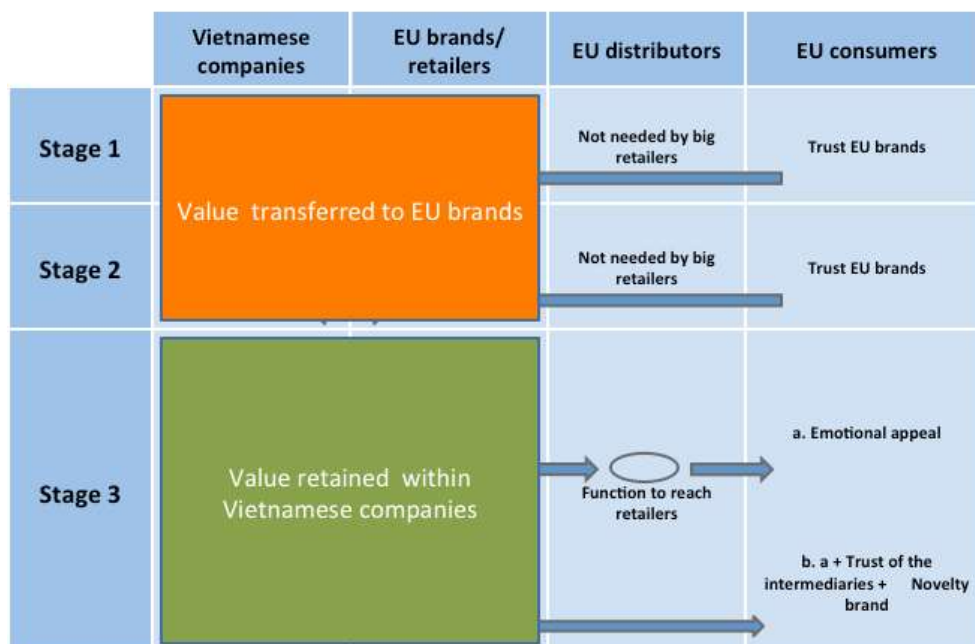 Vietnamese
companies
EU brands/
retailers
EU distributors
EU consumers
Stage 1
Value transferred to EU brands
Not needed by big
retailers
Trust EU brands
Stage 2
Not needed by big
retailers
Trust EU brands
Stage 3
Value retained within
Vietnamese companies
Function to reach
retailers
a. Emotional appeal
b. a + Trust of the
intermediaries + Novelty
brand